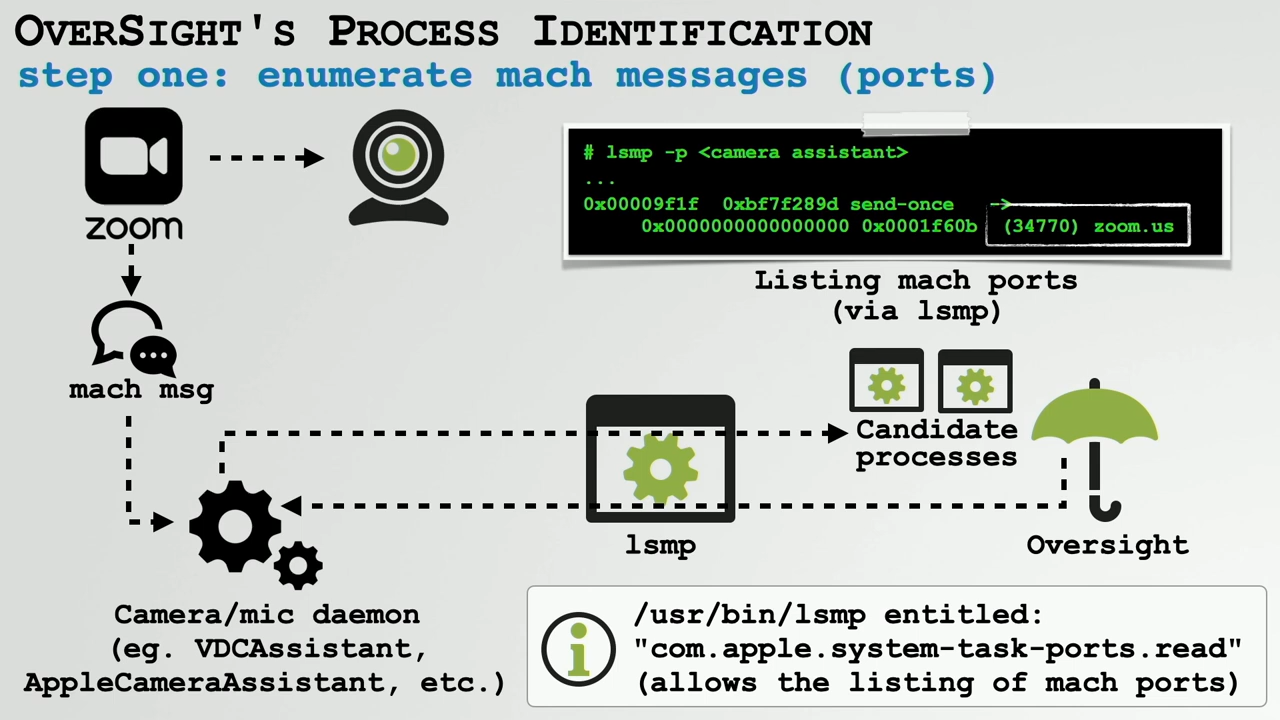 OverSight's Process Identification
step one: enumerate mach messages (ports)
zoom
# lsmp -p <camera assistant>
...
0x00009f1f  0xbf7f289d send-once   ->
0x0000000000000000 0x0001f60b  (34770) zoom.us
Listing mach ports
(via lsmp)
mach msg
Candidate
processes
lsmp
Oversight
Camera/mic daemon
(eg. VDCAssistant,
AppleCameraAssistant, etc.)
/usr/bin/lsmp entitled:
"com.apple.system-task-ports.read"
(allows the listing of mach ports)